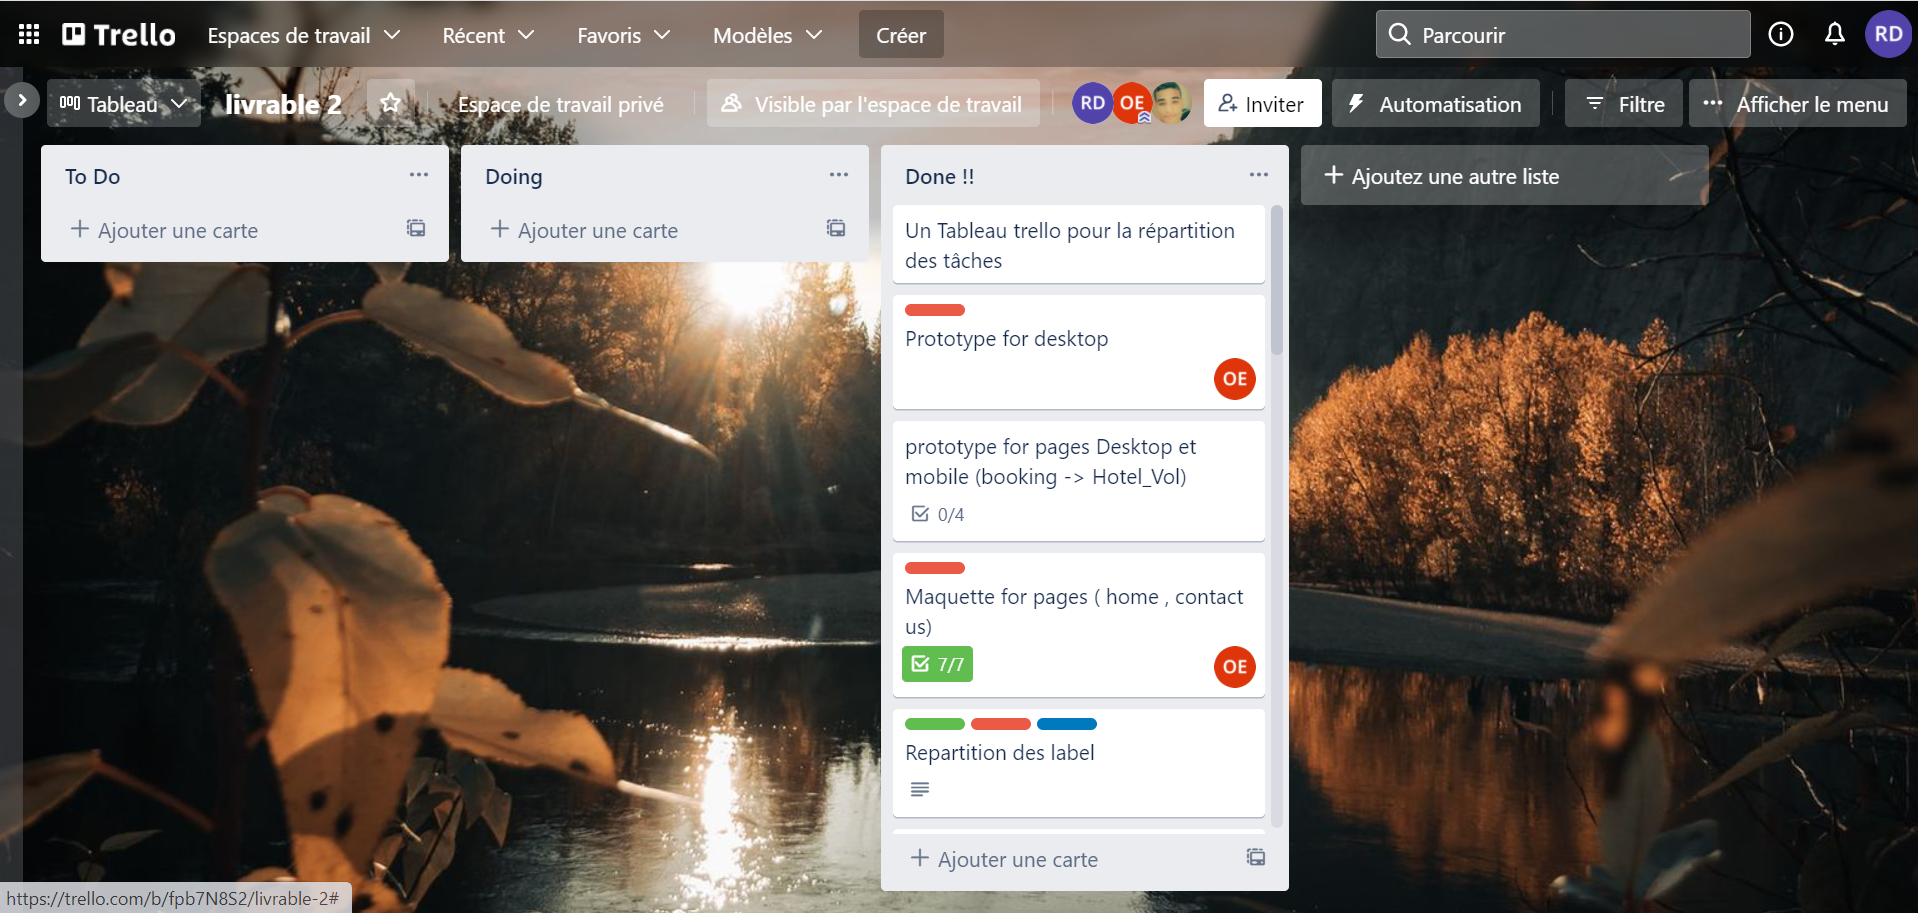 Trello
Espaces de travail
Récent
Favoris
Modèles
Créer
Parcourir
RD
Tableau
livrable 2
Espace de travail privé
Visible par l'espace de travail
RD
OE
Inviter
Automatisation
Filtre
Afficher le menu
To Do
Ajouter une carte
Doing
Ajouter une carte
Done !!
Un Tableau trello pour la répartition
des tâches
Prototype for desktop
OE
prototype for pages Desktop et
mobile (booking -> Hotel_Vol)
0/4
Maquette for pages ( home , contact
us)
7/7
OE
Repartition des label
Ajouter une carte
Ajoutez une autre liste
https://trello.com/b/fpb7N8S2/livrable-2#